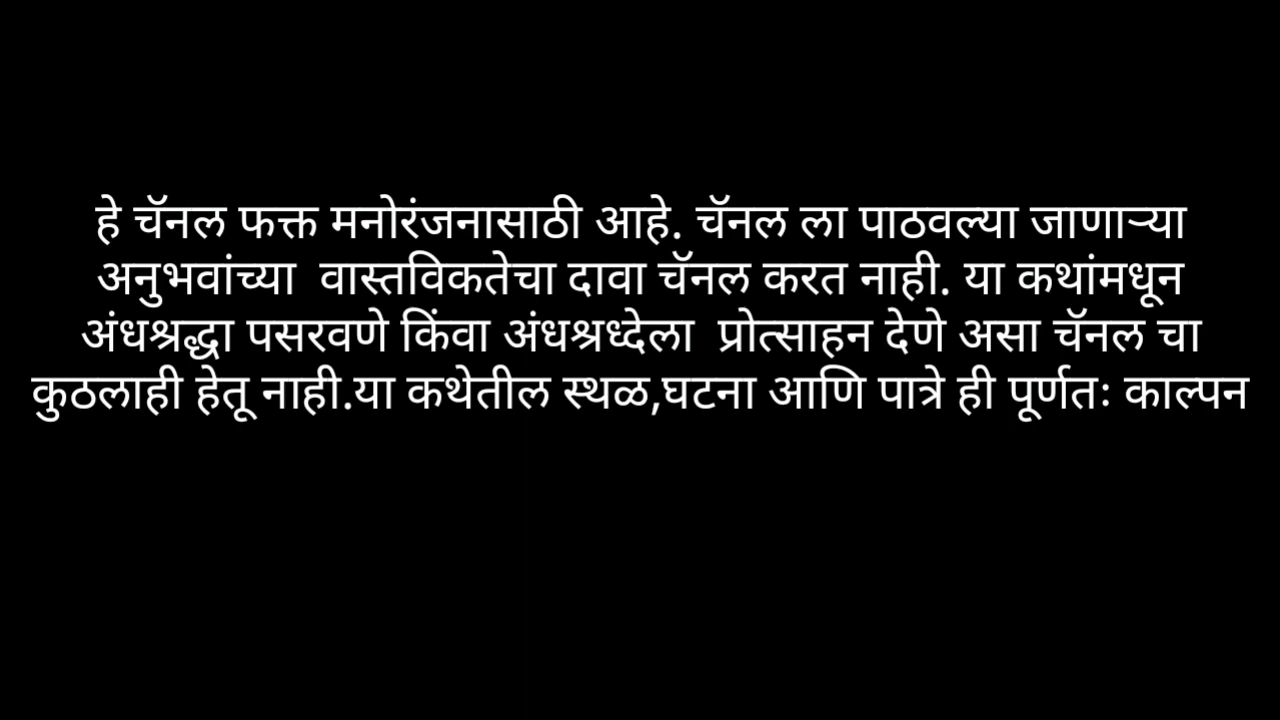 हे चॅनल फक्त मनोरंजनासाठी आहे. चॅनल ला पाठवल्या जाणाऱ्या
अनुभवांच्या  वास्तविकतेचा दावा चॅनल करत नाही. या कथांमधून
अंधश्रद्धा पसरवणे किंवा अंधश्रध्देला  प्रोत्साहन देणे असा चॅनल चा
कुठलाही हेतू नाही.या कथेतील स्थळ,घटना आणि पात्रे ही पूर्णतः काल्पन